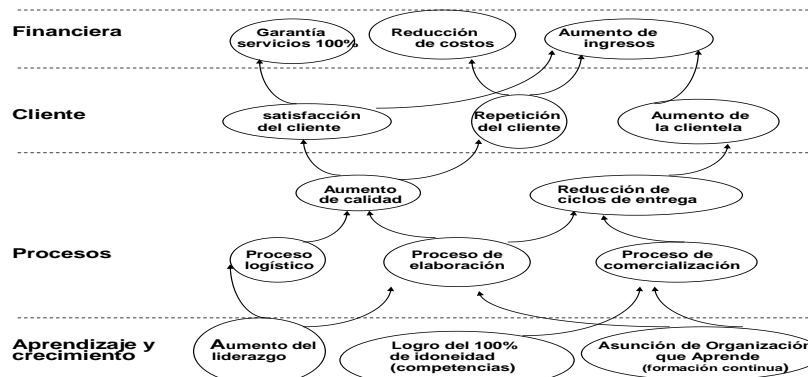 Financiera
Garantía
servicios 100%
Reducción
de costos
Aumento de
ingresos
Cliente
satisfacción
del cliente
Repetición
del cliente
Aumento de
la clientela
Aumento
de calidad
Reducción de
ciclos de entrega
Procesos
Proceso
logístico
Proceso de
elaboración
Proceso de
comercialización
Aprendizaje y
crecimiento
Aumento del
liderazgo
Logro del 100%
de idoneidad
(competencias)
Asunción de Organización
que Aprende
(formación continua)